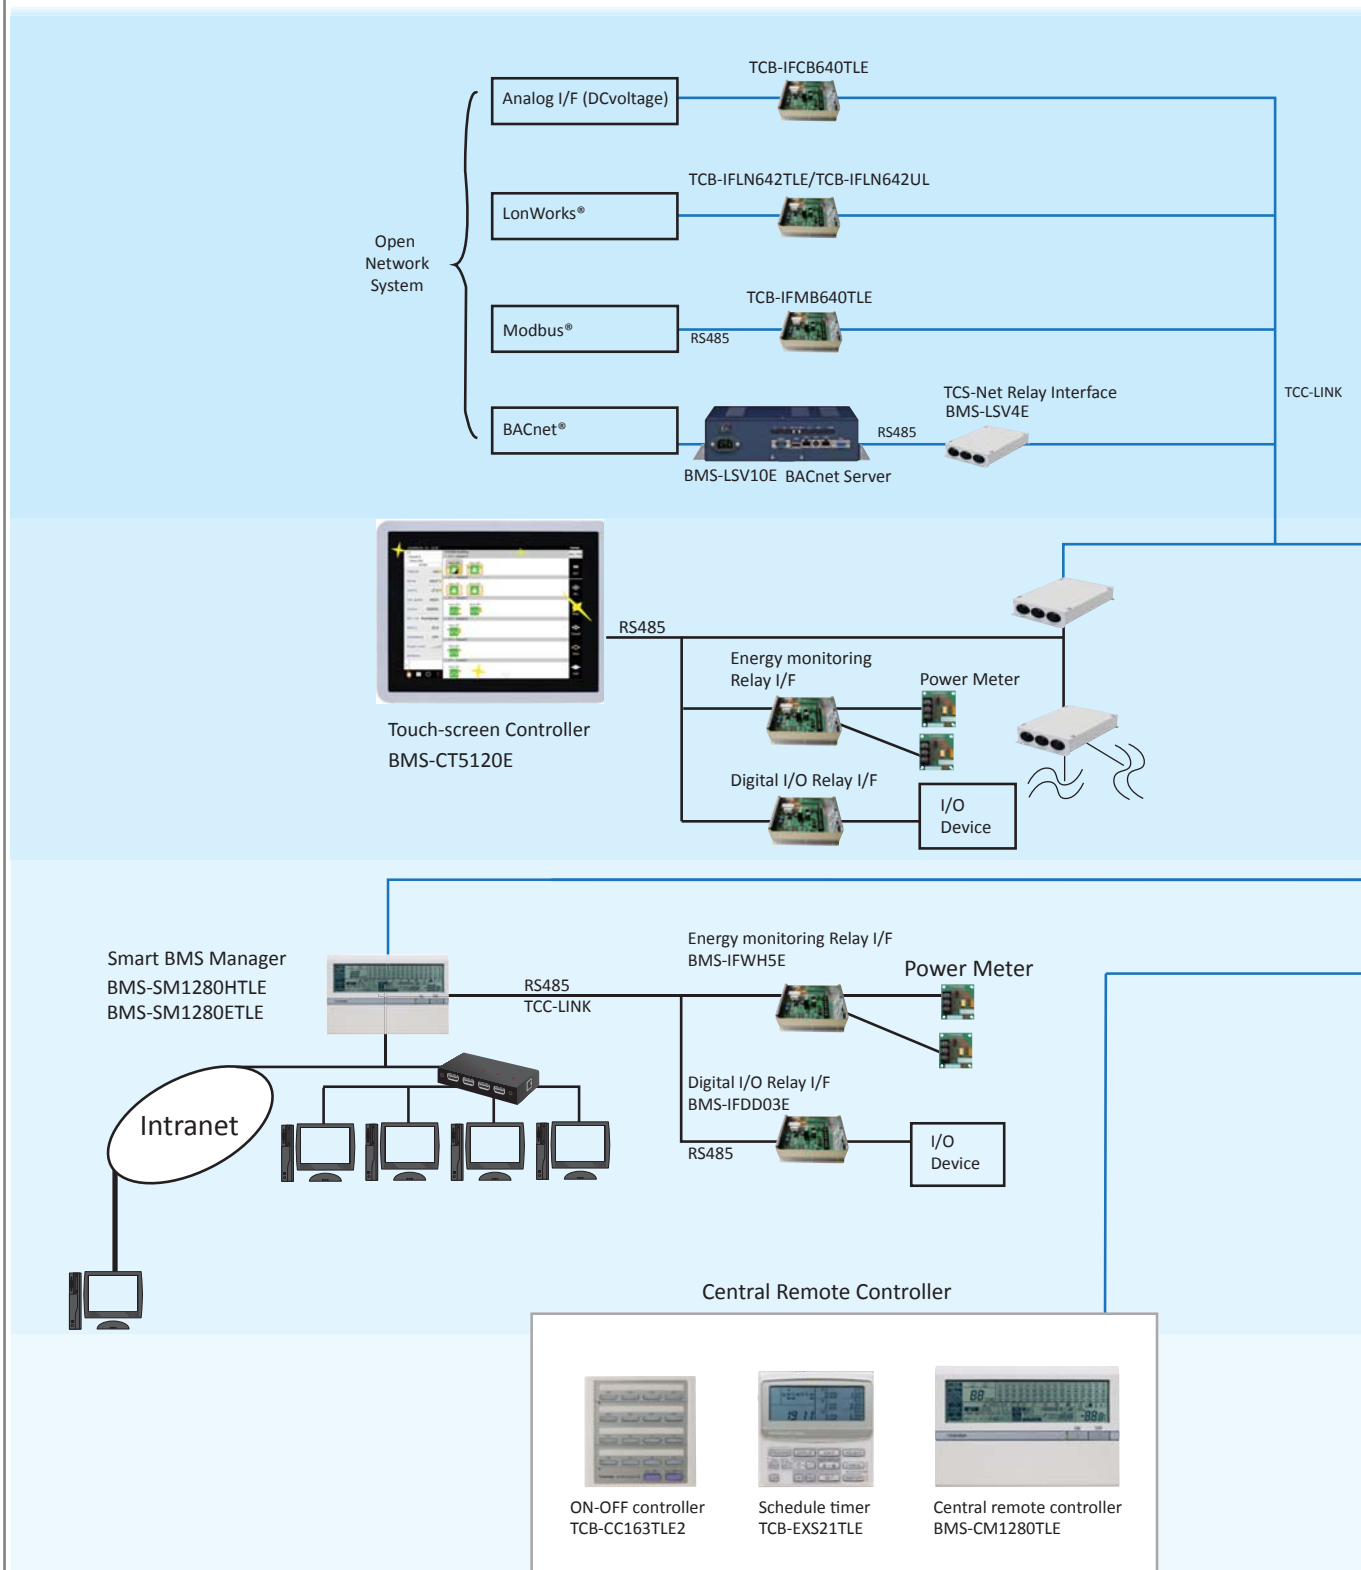 TCB-IFCB640TLE
Analog I/F (DCvoltage)
TCB-IFLN642TLE/TCB-IFLN642UL
LonWorks®
Open
Network
System
TCB-IFMB640TLE
Modbus®
RS485
TCS-Net Relay Interface
BMS-LSV4E
TCC-LINK
BACnet®
RS485
BMS-LSV10E BACnet Server
RS485
Energy monitoring
Relay I/F
Power Meter
Touch-screen Controller
BMS-CT5120E
Digital I/O Relay I/F
I/O
Device
Energy monitoring Relay I/F
BMS-IFWH5E
Power Meter
Smart BMS Manager
BMS-SM1280HTLE
BMS-SM1280ETLE
RS485
TCC-LINK
Digital I/O Relay I/F
BMS-IFDD03E
Intranet
RS485
I/O
Device
Central Remote Controller
ON-OFF controller
TCB-CC163TLE2
Schedule timer
TCB-EXS21TLE
Central remote controller
BMS-CM1280TLE